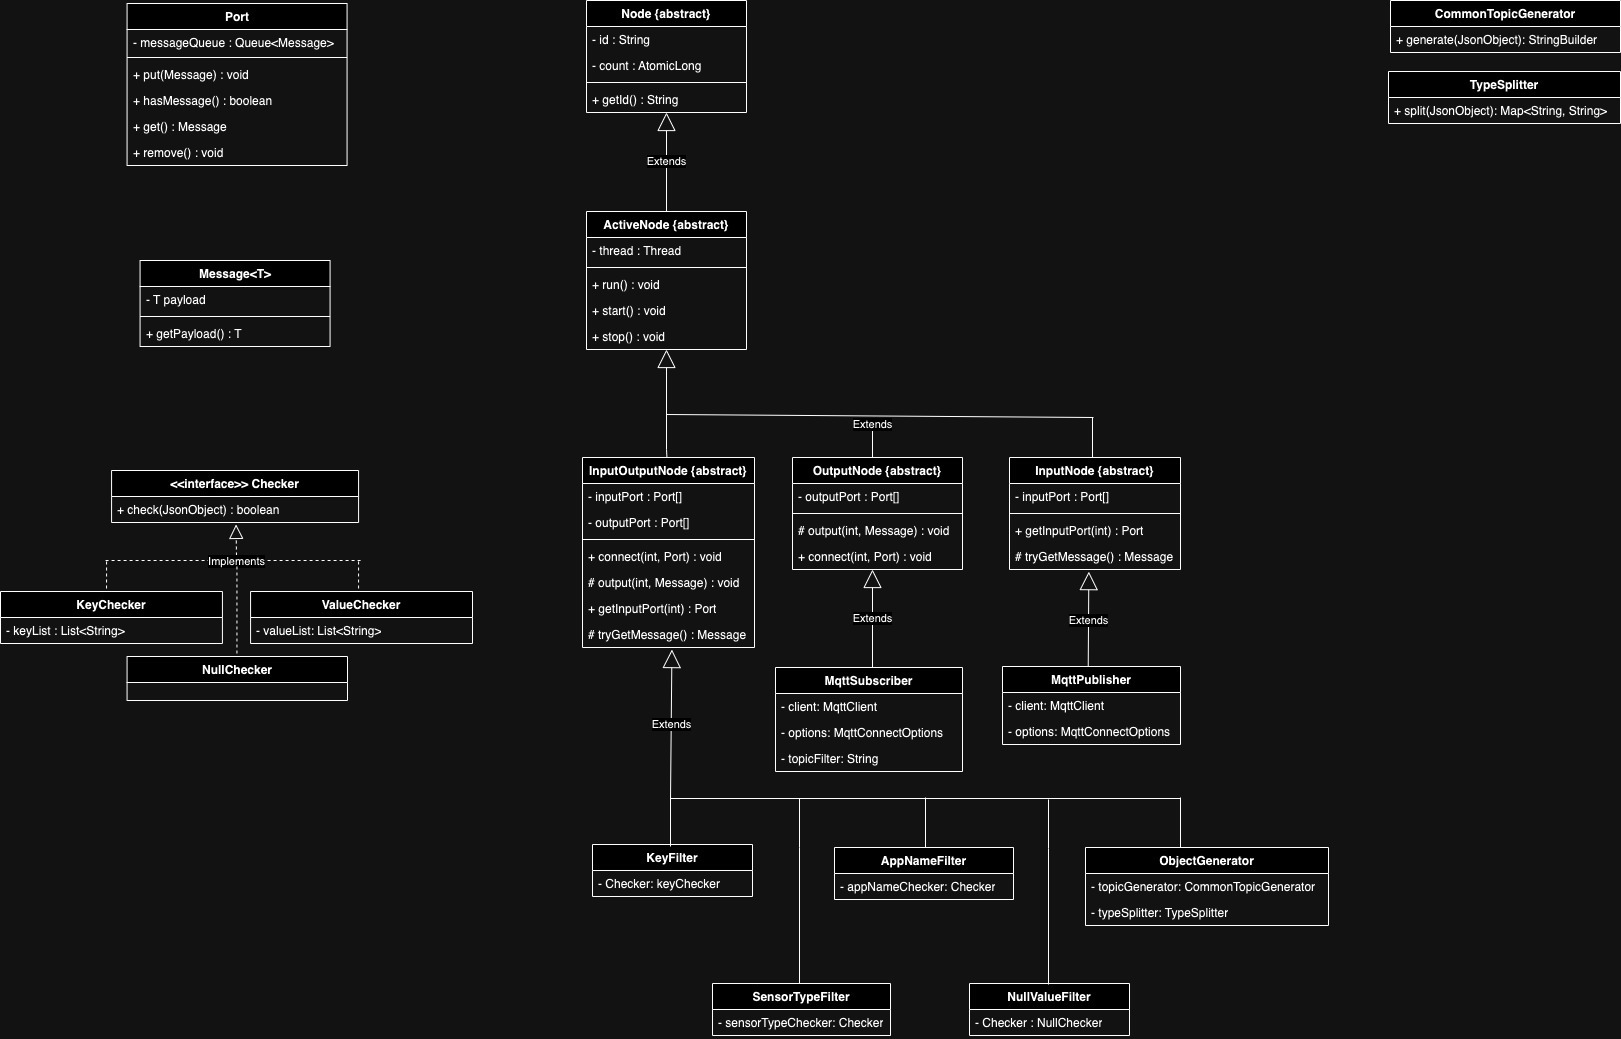 Port
- messageQueue : Queue<Message>
+ put(Message) : void
+ hasMessage() : boolean
+ get() : Message
+ remove() : void
Node {abstract}
- id : String
- count : AtomicLong
+ getId() : String
CommonTopicGenerator
+ generate(JsonObject): StringBuilder
TypeSplitter
+ split(JsonObject): Map<String, String>
Extends
ActiveNode {abstract}
- thread : Thread
+ run() : void
+ start() : void
+ stop() : void
Message<T>
- T payload
+ getPayload() : T
Extends
<<interface>> Checker
+ check(JsonObject) : boolean
Implements
KeyChecker
- keyList : List<String>
ValueChecker
- valueList: List<String>
NullChecker
InputOutputNode {abstract}
- inputPort : Port[]
- outputPort : Port[]
+ connect(int, Port) : void
# output(int, Message) : void
+ getInputPort(int) : Port
# tryGetMessage() : Message
OutputNode {abstract}
- outputPort : Port[]
# output(int, Message) : void
+ connect(int, Port) : void
InputNode {abstract}
- inputPort : Port[]
+ getInputPort(int) : Port
# tryGetMessage() : Message
Extends
Extends
Extends
MqttSubscriber
- client: MqttClient
- options: MqttConnectOptions
- topicFilter: String
MqttPublisher
- client: MqttClient
- options: MqttConnectOptions
KeyFilter
- Checker: keyChecker
AppNameFilter
- appNameChecker: Checker
ObjectGenerator
- topicGenerator: CommonTopicGenerator
- typeSplitter: TypeSplitter
SensorTypeFilter
- sensorTypeChecker: Checker
NullValueFilter
- Checker : NullChecker